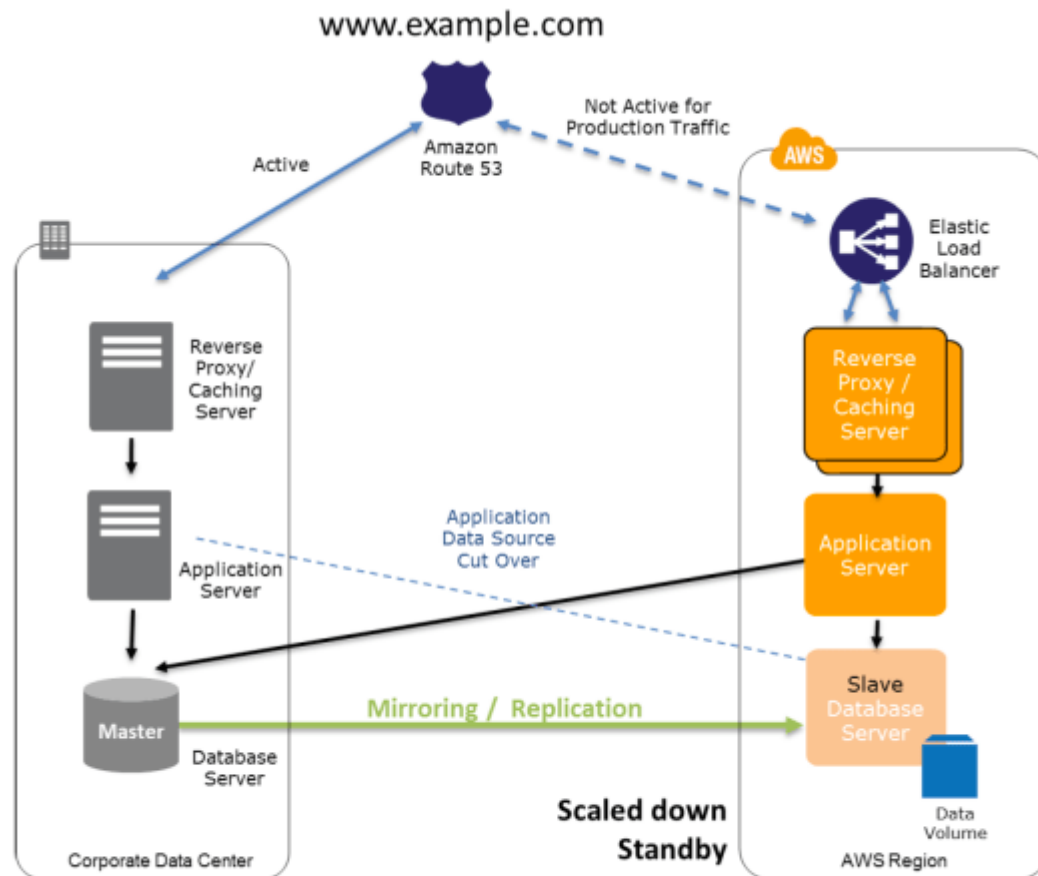 www.example.com
Amazon
Route 53
Active
Not Active for
Production Traffic
AWS
Elastic
Load
Balancer
Reverse
Proxy/
Caching
Server
Reverse
Proxy /
Caching
Server
Application
Server
Application
Data Source
Cut Over
Application
Server
Master
Database
Server
Mirroring / Replication
Slave
Database
Server
Data
Volume
Scaled down
Standby
Corporate Data Center
AWS Region